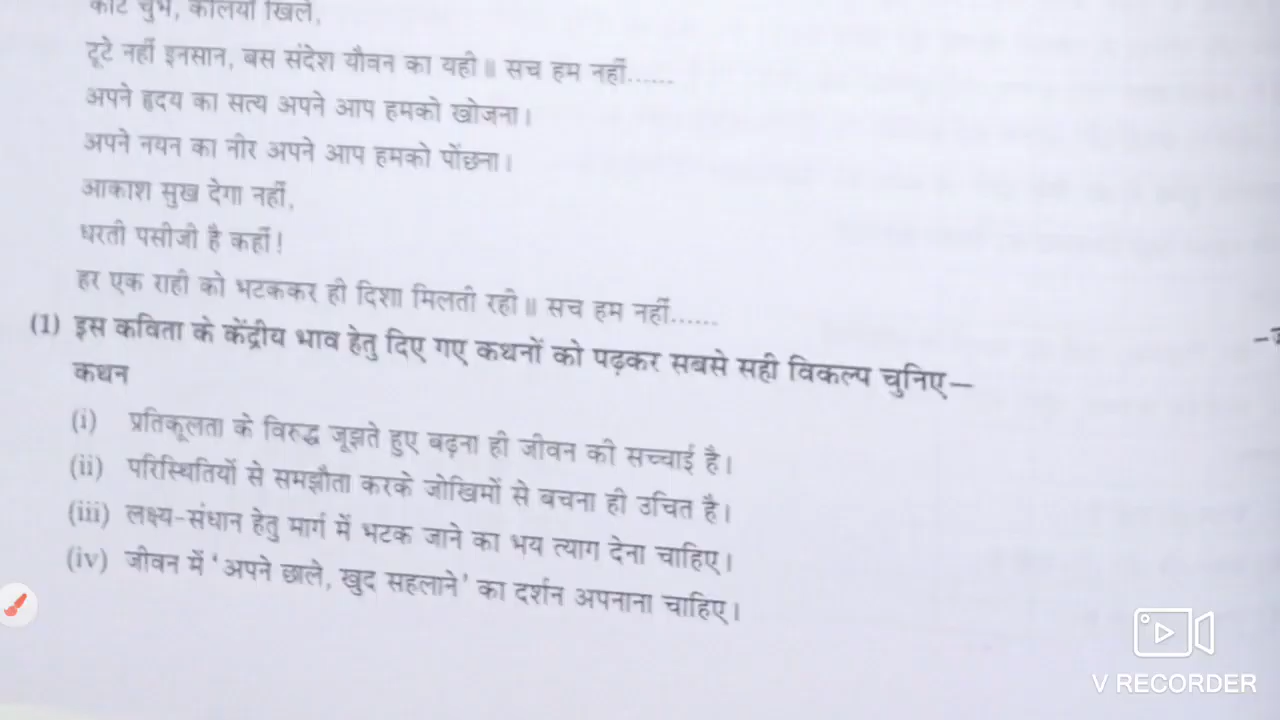 काँटे चुभें, कलियाँ खिलें,
टूटे नहीं इनसान, बस संदेश यौवन का यही॥ सच हम नहीं......
अपने हृदय का सत्य अपने आप हमको खोजना।
अपने नयन का नीर अपने आप हमको पोंछना।
आकाश सुख देगा नहीं,
धरती पसीजी है कहीं!
हर एक राही को भटककर ही दिशा मिलती रही॥ सच हम नहीं......
(1) इस कविता के केंद्रीय भाव हेतु दिए गए कथनों को पढ़कर सबसे सही विकल्प चुनिए—
कथन
(i) प्रतिकूलता के विरुद्ध जूझते हुए बढ़ना ही जीवन की सच्चाई है।
(ii) परिस्थितियों से समझौता करके जोखिमों से बचना ही उचित है।
(iii) लक्ष्य-संधान हेतु मार्ग में भटक जाने का भय त्याग देना चाहिए।
(iv) जीवन में 'अपने छाले, खुद सहलाने' का दर्शन अपनाना चाहिए।
V RECORDER